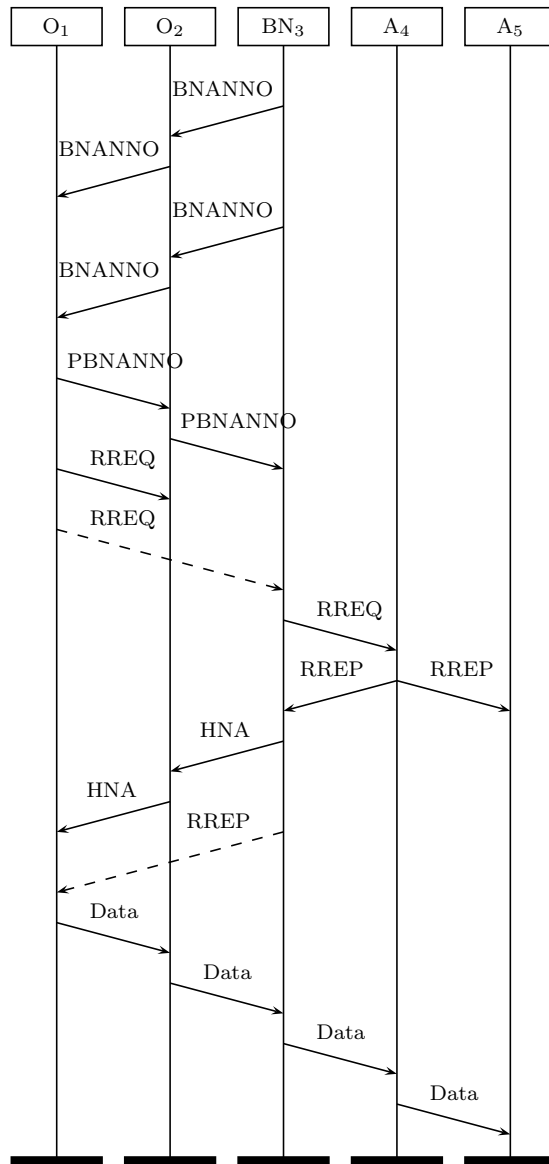 O₁ O₂ BN₃ A₄ A₅
BNANNO
BNANNO
BNANNO
BNANNO
PBNANNO
PBNANNO
RREQ
RREQ
RREQ
RREP RREP
HNA
HNA
RREP
Data
Data
Data
Data